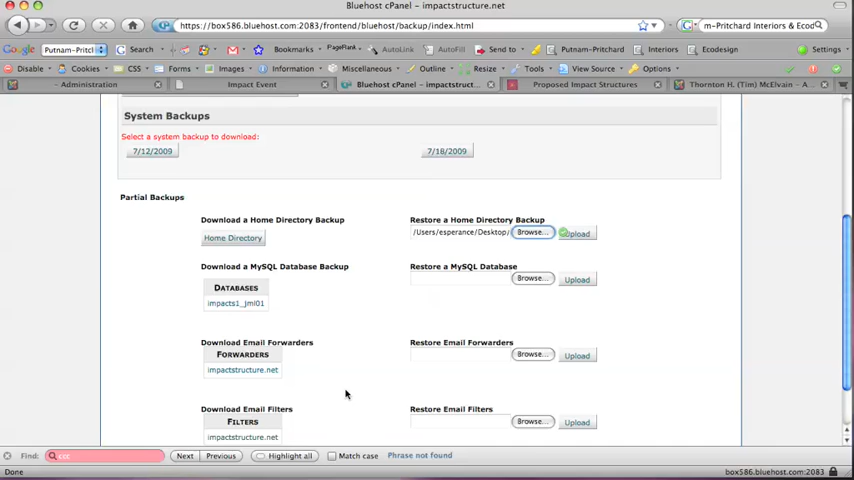 Bluehost cPanel – impactstructure.net
https://box586.bluehost.com:2083/frontend/bluehost/backup/index.html
m-Pritchard Interiors & Ecod
Google Putnam-Pritcl Search Bookmarks PageRank AutoLink AutoFill Send to Putnam-Pritchard Interiors Ecodesign Settings
Disable Cookies CSS Forms Images Information Miscellaneous Outline Resize Tools View Source Options
- Administration Impact Event Bluehost cPanel – impactstruct... Proposed Impact Structures Thornton H. (Tim) McElvain – ...
System Backups
Select a system backup to download:
7/12/2009 7/18/2009
Partial Backups
Download a Home Directory Backup Restore a Home Directory Backup
Home Directory /Users/esperance/Desktop/ Browse... Upload
Download a MySQL Database Backup Restore a MySQL Database
Browse... Upload
DATABASES
impacts1_jml01
Download Email Forwarders Restore Email Forwarders
FORWARDERS Browse... Upload
impactstructure.net
Download Email Filters Restore Email Filters
FILTERS Browse... Upload
impactstructure.net
Find: ccc Next Previous Highlight all Match case Phrase not found
Done box586.bluehost.com:2083